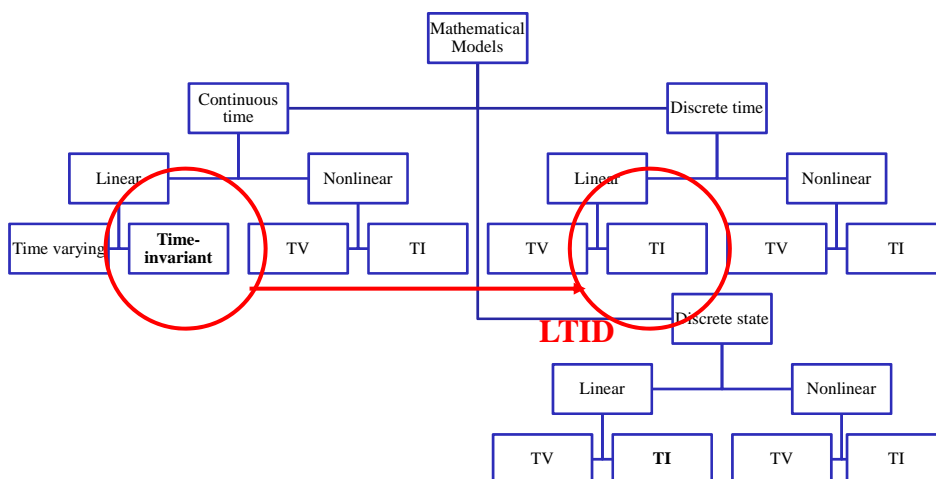 Mathematical
Models
Continuous
time
Discrete time
Linear
Nonlinear
Linear
Nonlinear
Time varying
Time-
invariant
TV
TI
TV
TI
TV
TI
LTID
Discrete state
Linear
Nonlinear
TV
TI
TV
TI